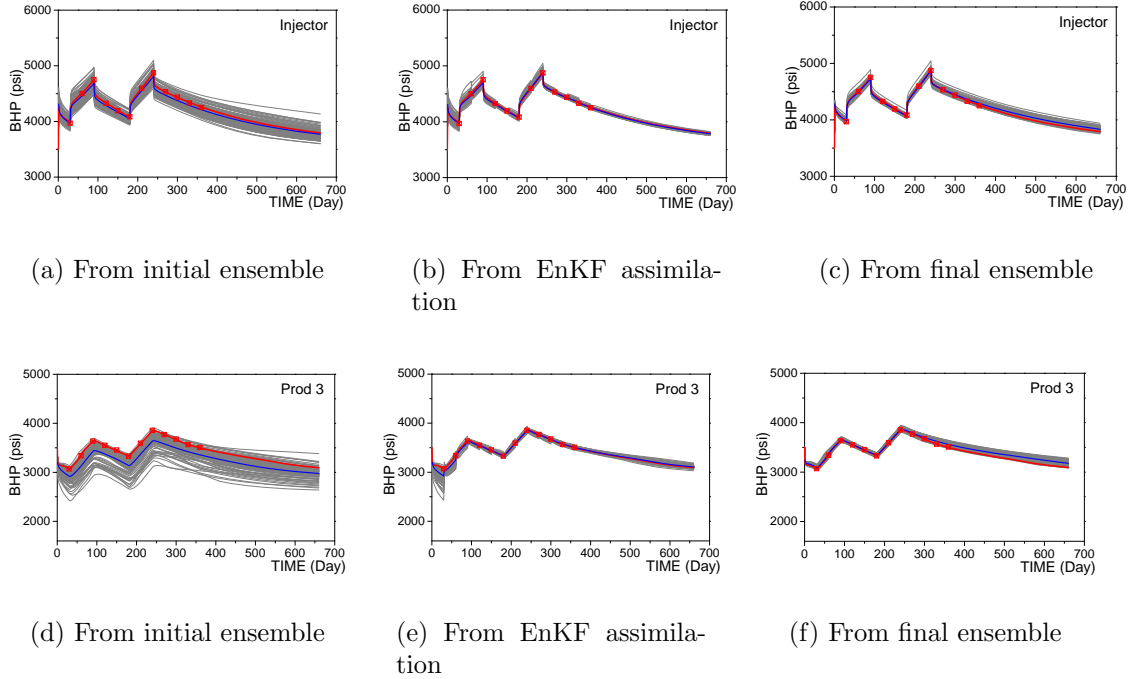 6000
Injector
5000
BHP (psi)
4000
3000
0 100 200 300 400 500 600 700
TIME (Day)
(a) From initial ensemble
6000
Injector
5000
BHP (psi)
4000
3000
0 100 200 300 400 500 600 700
TIME (Day)
(b) From EnKF assimila-
tion
6000
Injector
5000
BHP (psi)
4000
3000
0 100 200 300 400 500 600 700
TIME (Day)
(c) From final ensemble
5000
Prod 3
4000
BHP (psi)
3000
2000
0 100 200 300 400 500 600 700
TIME (Day)
(d) From initial ensemble
5000
Prod 3
4000
BHP (psi)
3000
2000
0 100 200 300 400 500 600 700
TIME (Day)
(e) From EnKF assimila-
tion
5000
Prod 3
4000
BHP (psi)
3000
2000
0 100 200 300 400 500 600 700
TIME (Day)
(f) From final ensemble